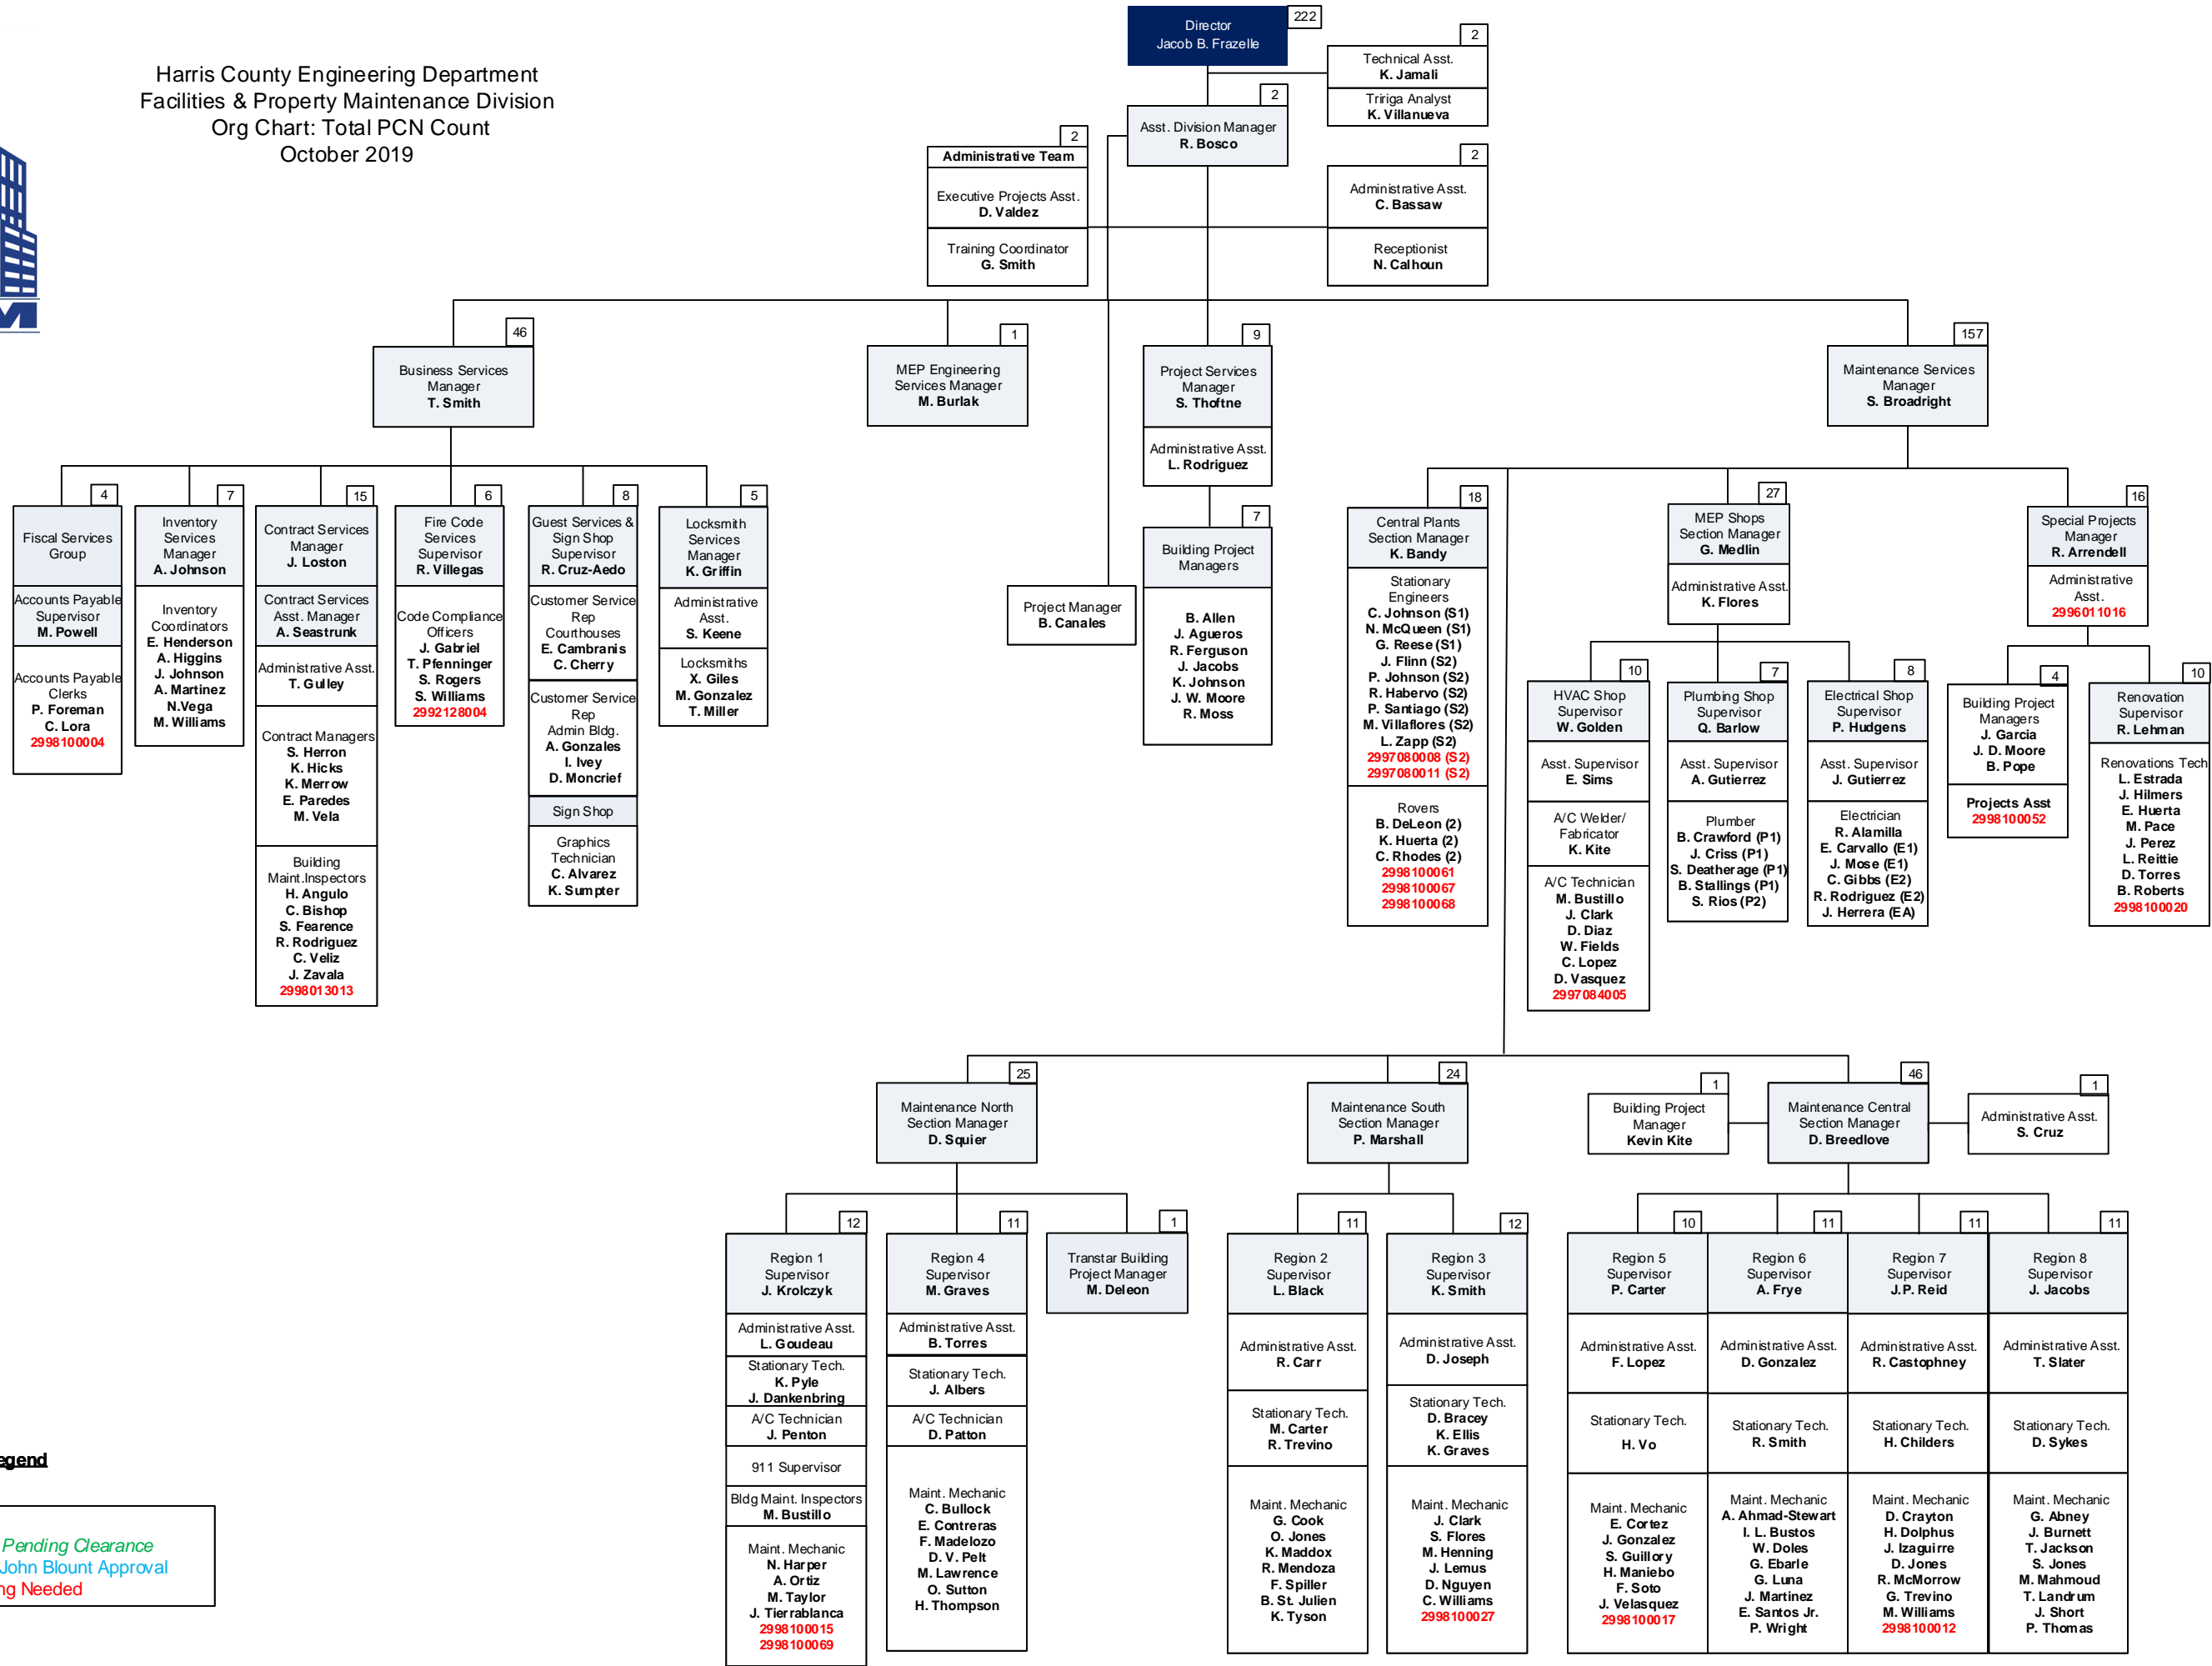 Harris County Engineering Department
Facilities & Property Maintenance Division
Org Chart: Total PCN Count
October 2019
M
Director
Jacob B. Frazelle
222
2
Technical Asst.
K. Jamali
Tririga Analyst
K. Villanueva
2
Asst. Division Manager
R. Bosco
2
Administrative Team
Executive Projects Asst.
D. Valdez
Training Coordinator
G. Smith
2
Administrative Asst.
C. Bassaw
Receptionist
N. Calhoun
46
Business Services
Manager
T. Smith
1
MEP Engineering
Services Manager
M. Burlak
9
Project Services
Manager
S. Thoftne
Administrative Asst.
L. Rodriguez
157
Maintenance Services
Manager
S. Broadright
4
Fiscal Services
Group
Accounts Payable
Supervisor
M. Powell
Accounts Payable
Clerks
P. Foreman
C. Lora
2998100004
7
Inventory
Services
Manager
A. Johnson
Inventory
Coordinators
E. Henderson
A. Higgins
J. Johnson
A. Martinez
N.Vega
M. Williams
15
Contract Services
Manager
J. Loston
Contract Services
Asst. Manager
A. Seastrunk
Administrative Asst.
T. Gulley
Contract Managers
S. Herron
K. Hicks
K. Merrow
E. Paredes
M. Vela
Building
Maint.Inspectors
H. Angulo
C. Bishop
S. Fearence
R. Rodriguez
C. Veliz
J. Zavala
2998013013
6
Fire Code
Services
Supervisor
R. Villegas
Code Compliance
Officers
J. Gabriel
T. Pfenninger
S. Rogers
S. Williams
2992128004
8
Guest Services &
Sign Shop
Supervisor
R. Cruz-Aedo
Customer Service
Rep
Courthouses
E. Cambranis
C. Cherry
Customer Service
Rep
Admin Bldg.
A. Gonzales
I. Ivey
D. Moncrief
Sign Shop
Graphics
Technician
C. Alvarez
K. Sumpter
5
Locksmith
Services
Manager
K. Griffin
Administrative
Asst.
S. Keene
Locksmiths
X. Giles
M. Gonzalez
T. Miller
Project Manager
B. Canales
7
Building Project
Managers
B. Allen
J. Agueros
R. Ferguson
J. Jacobs
K. Johnson
J. W. Moore
R. Moss
18
Central Plants
Section Manager
K. Bandy
Stationary
Engineers
C. Johnson (S1)
N. McQueen (S1)
G. Reese (S1)
J. Flinn (S2)
P. Johnson (S2)
R. Habervo (S2)
P. Santiago (S2)
M. Villaflores (S2)
L. Zapp (S2)
2997080008 (S2)
2997080011 (S2)
Rovers
B. DeLeon (2)
K. Huerta (2)
C. Rhodes (2)
2998100061
2998100067
2998100068
27
MEP Shops
Section Manager
G. Medlin
Administrative Asst.
K. Flores
10
HVAC Shop
Supervisor
W. Golden
Asst. Supervisor
E. Sims
A/C Welder/
Fabricator
K. Kite
A/C Technician
M. Bustillo
J. Clark
D. Diaz
W. Fields
C. Lopez
D. Vasquez
2997084005
7
Plumbing Shop
Supervisor
Q. Barlow
Asst. Supervisor
A. Gutierrez
Plumber
B. Crawford (P1)
J. Criss (P1)
S. Deatherage (P1)
B. Stallings (P1)
S. Rios (P2)
8
Electrical Shop
Supervisor
P. Hudgens
Asst. Supervisor
J. Gutierrez
Electrician
R. Alamilla
E. Carvallo (E1)
J. Mose (E1)
C. Gibbs (E2)
R. Rodriguez (E2)
J. Herrera (EA)
16
Special Projects
Manager
R. Arrendell
Administrative
Asst.
2996011016
4
Building Project
Managers
J. Garcia
J. D. Moore
B. Pope
Projects Asst
2998100052
10
Renovation
Supervisor
R. Lehman
Renovations Tech
L. Estrada
J. Hilmers
E. Huerta
M. Pace
J. Perez
L. Reittie
D. Torres
B. Roberts
2998100020
25
Maintenance North
Section Manager
D. Squier
24
Maintenance South
Section Manager
P. Marshall
1
Building Project
Manager
Kevin Kite
46
Maintenance Central
Section Manager
D. Breedlove
1
Administrative Asst.
S. Cruz
12
Region 1
Supervisor
J. Krolczyk
Administrative Asst.
L. Goudeau
Stationary Tech.
K. Pyle
J. Dankenbring
A/C Technician
J. Penton
911 Supervisor
Bldg Maint. Inspectors
M. Bustillo
Maint. Mechanic
N. Harper
A. Ortiz
M. Taylor
J. Tierrablanca
2998100015
2998100069
11
Region 4
Supervisor
M. Graves
Administrative Asst.
B. Torres
Stationary Tech.
J. Albers
A/C Technician
D. Patton
Maint. Mechanic
C. Bullock
E. Contreras
F. Madelozo
D. V. Pelt
M. Lawrence
O. Sutton
H. Thompson
1
Transtar Building
Project Manager
M. Deleon
11
Region 2
Supervisor
L. Black
Administrative Asst.
R. Carr
Stationary Tech.
M. Carter
R. Trevino
Maint. Mechanic
G. Cook
O. Jones
K. Maddox
R. Mendoza
F. Spiller
B. St. Julien
K. Tyson
12
Region 3
Supervisor
K. Smith
Administrative Asst.
D. Joseph
Stationary Tech.
D. Bracey
K. Ellis
K. Graves
Maint. Mechanic
J. Clark
S. Flores
M. Henning
J. Lemus
D. Nguyen
C. Williams
2998100027
10
Region 5
Supervisor
P. Carter
Administrative Asst.
F. Lopez
Stationary Tech.
H. Vo
Maint. Mechanic
E. Cortez
J. Gonzalez
S. Guillory
H. Maniebo
F. Soto
J. Velasquez
2998100017
11
Region 6
Supervisor
A. Frye
Administrative Asst.
D. Gonzalez
Stationary Tech.
R. Smith
Maint. Mechanic
A. Ahmad-Stewart
I. L. Bustos
W. Doles
G. Ebarle
G. Luna
J. Martinez
E. Santos Jr.
P. Wright
11
Region 7
Supervisor
J.P. Reid
Administrative Asst.
R. Castophney
Stationary Tech.
H. Childers
Maint. Mechanic
D. Crayton
H. Dolphus
J. Izaguirre
D. Jones
R. McMorrow
G. Trevino
M. Williams
2998100012
11
Region 8
Supervisor
J. Jacobs
Administrative Asst.
T. Slater
Stationary Tech.
D. Sykes
Maint. Mechanic
G. Abney
J. Burnett
T. Jackson
S. Jones
M. Mahmoud
T. Landrum
J. Short
P. Thomas
egend
Pending Clearance
John Blount Approval
ng Needed